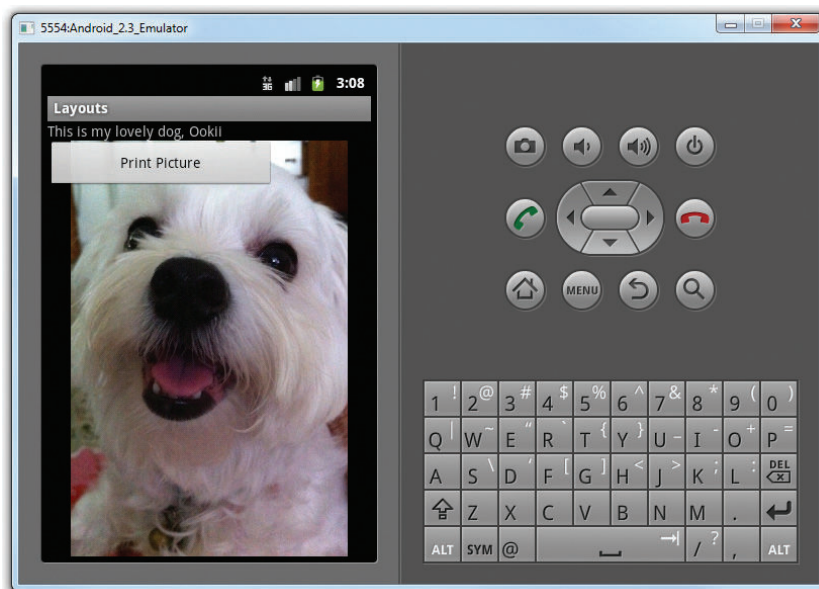 5554:Android_2.3_Emulator
3G 3:08
Layouts
This is my lovely dog, Ookii
Print Picture
MENU
1 ! 2 @ 3 # 4 $ 5 % 6 ^ 7 & 8 * 9 ( 0 )
Q | W ~ E “ R ` T { Y } U _ I - O + P =
A S \ D ‘ F [ G ] H < J > K ; L : DEL
Z X C V B N M .
ALT SYM @ / ? , ALT